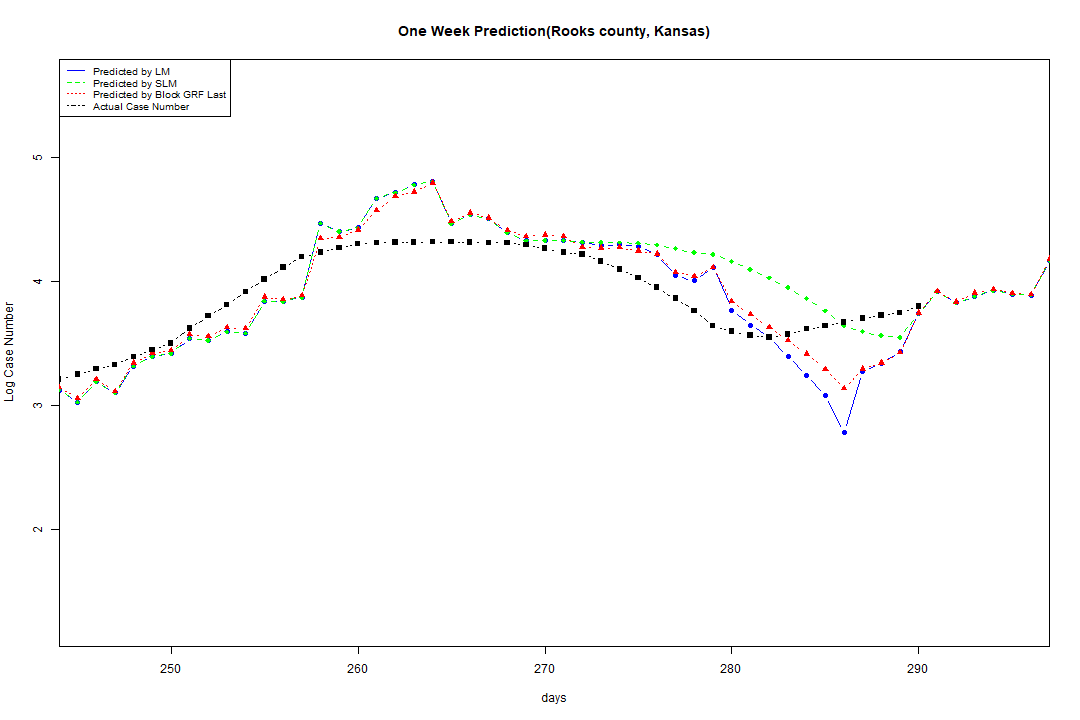 One Week Prediction(Rooks county, Kansas)
Predicted by LM
Predicted by SLM
Predicted by Block GRF Last
Actual Case Number
5
4
3
2
Log Case Number
250 260 270 280 290
days